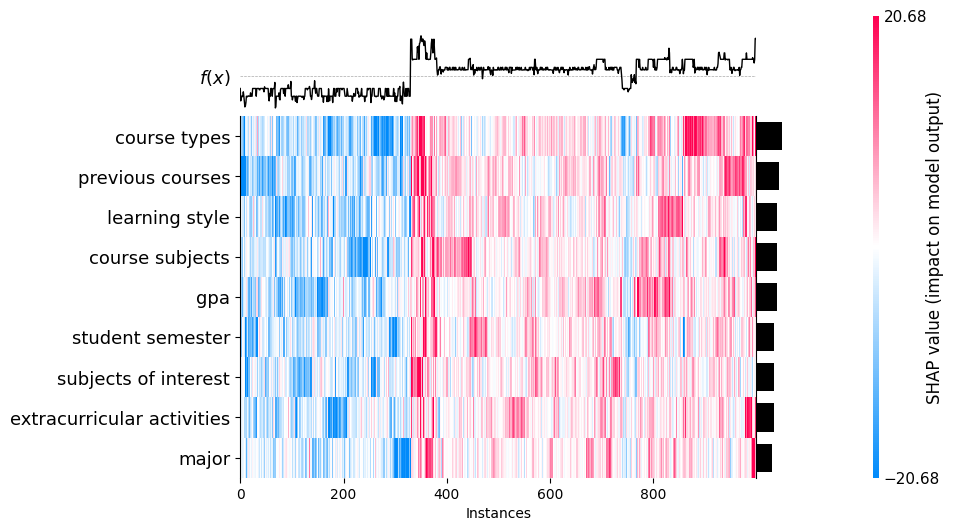 20.68
f(x)
course types
previous courses
learning style
course subjects
gpa
student semester
subjects of interest
extracurricular activities
major
0 200 400 600 800
Instances
SHAP value (impact on model output)
−20.68